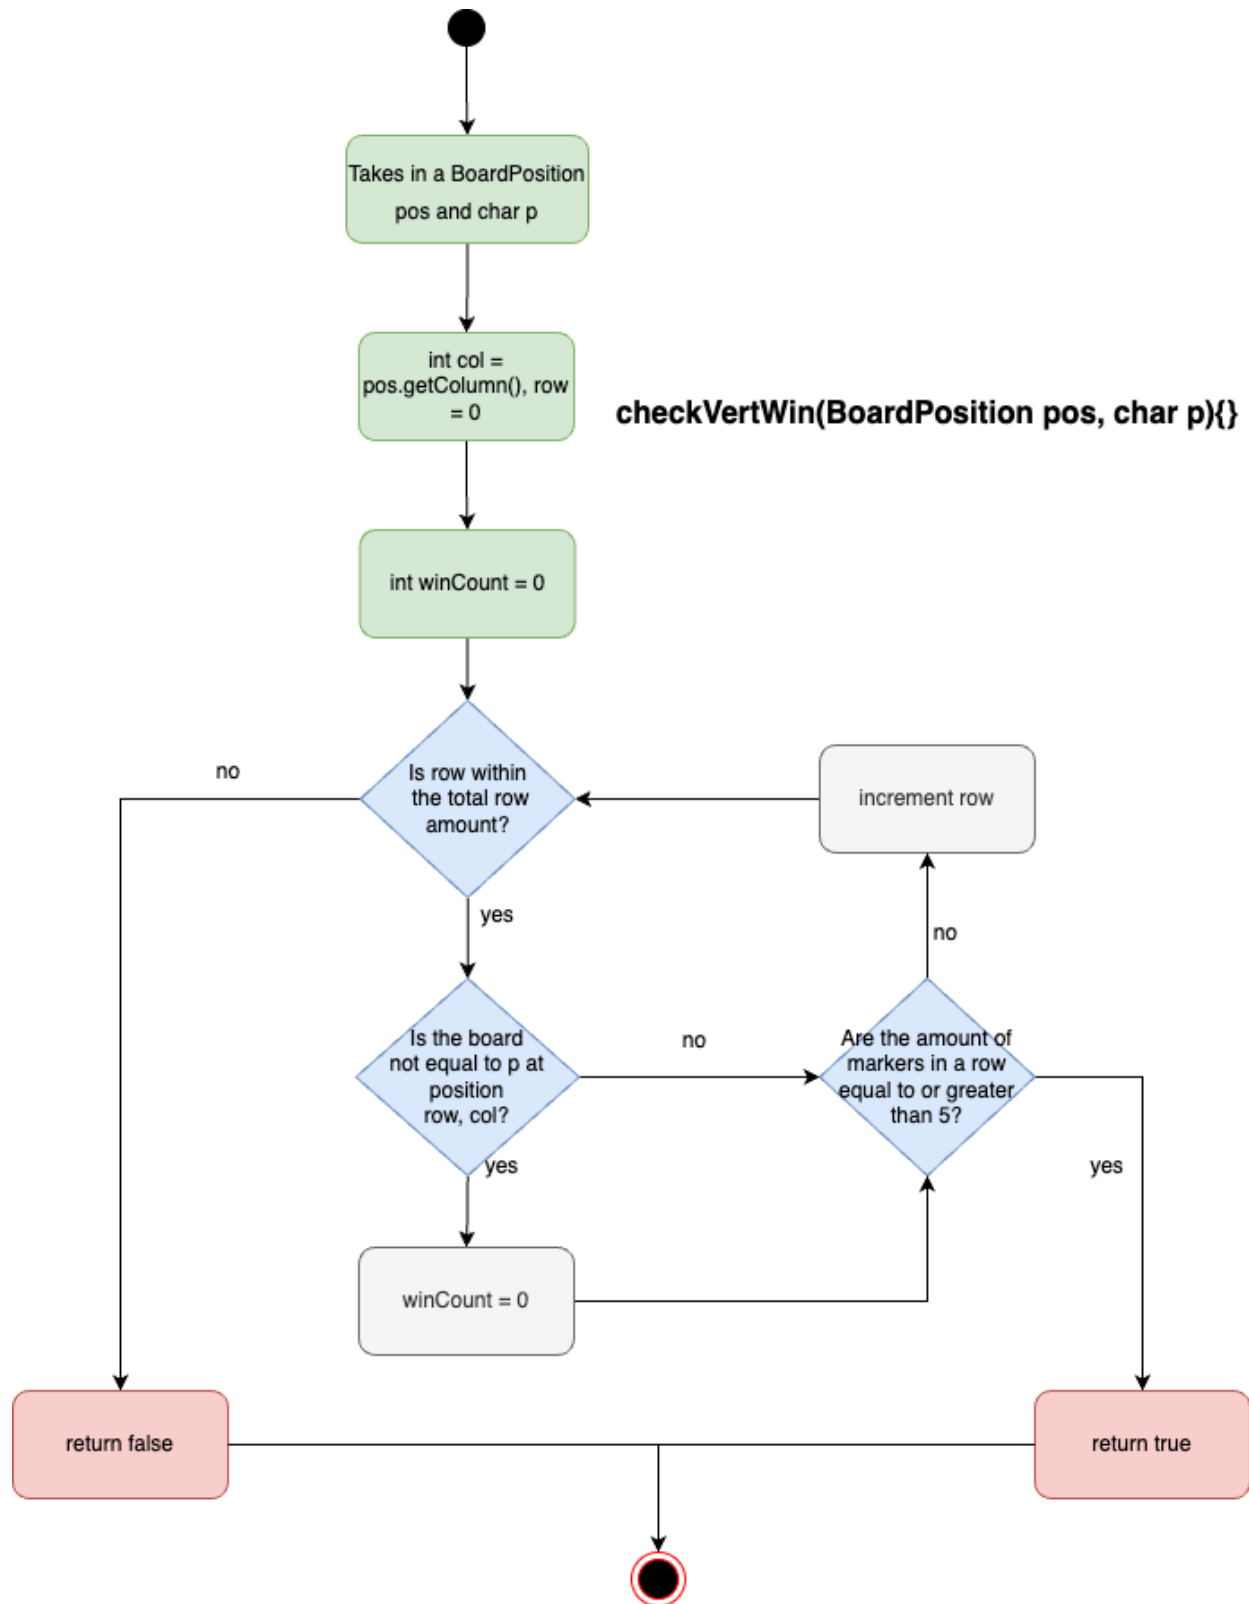 Takes in a BoardPosition
pos and char p
int col =
pos.getColumn(), row
= 0
checkVertWin(BoardPosition pos, char p){}
int winCount = 0
no
Is row within
the total row
amount?
increment row
yes
no
Is the board
not equal to p at
position
row, col?
no
Are the amount of
markers in a row
equal to or greater
than 5?
yes
yes
winCount = 0
return false
return true